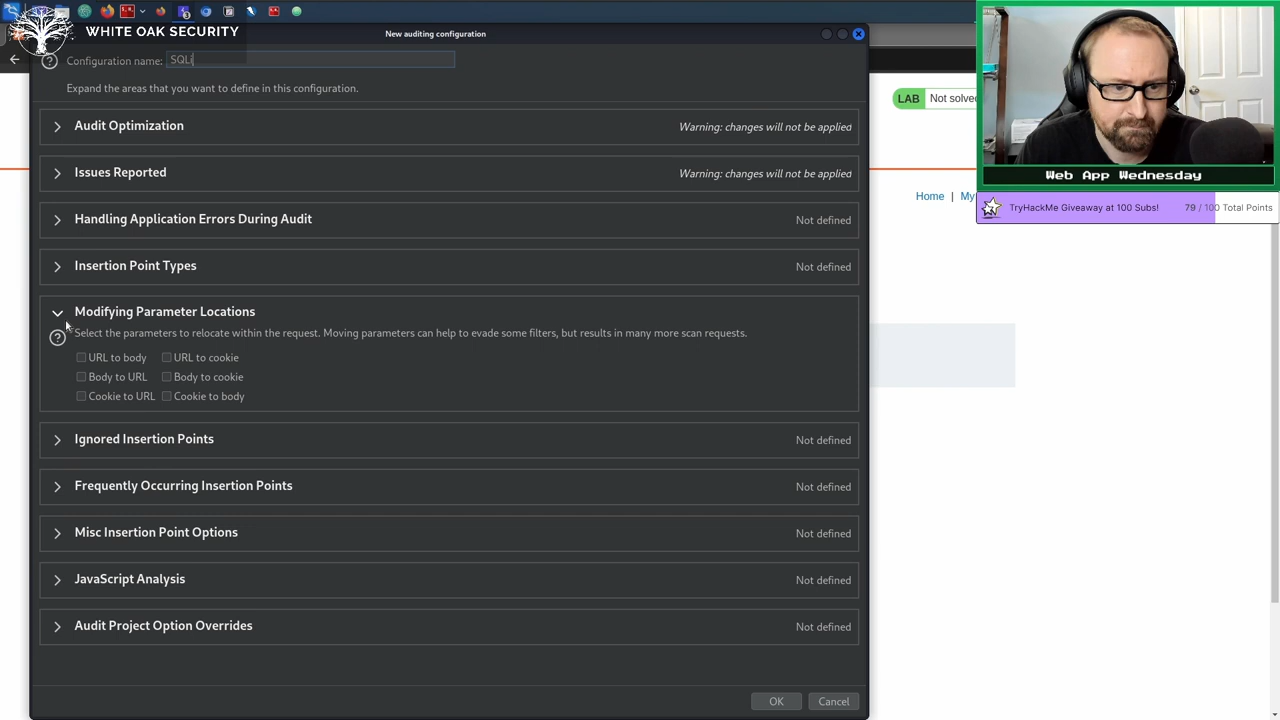 WHITE OAK SECURITY
New auditing configuration
Configuration name: SQLi
Expand the areas that you want to define in this configuration.
Audit Optimization
Warning: changes will not be applied
Issues Reported
Warning: changes will not be applied
Handling Application Errors During Audit
Not defined
Insertion Point Types
Not defined
Modifying Parameter Locations
Select the parameters to relocate within the request. Moving parameters can help to evade some filters, but results in many more scan requests.
URL to body URL to cookie
Body to URL Body to cookie
Cookie to URL Cookie to body
Ignored Insertion Points
Not defined
Frequently Occurring Insertion Points
Not defined
Misc Insertion Point Options
Not defined
JavaScript Analysis
Not defined
Audit Project Option Overrides
Not defined
OK Cancel
LAB Not solved
Home | My
Web App Wednesday
TryHackMe Giveaway at 100 Subs! 79 / 100 Total Points